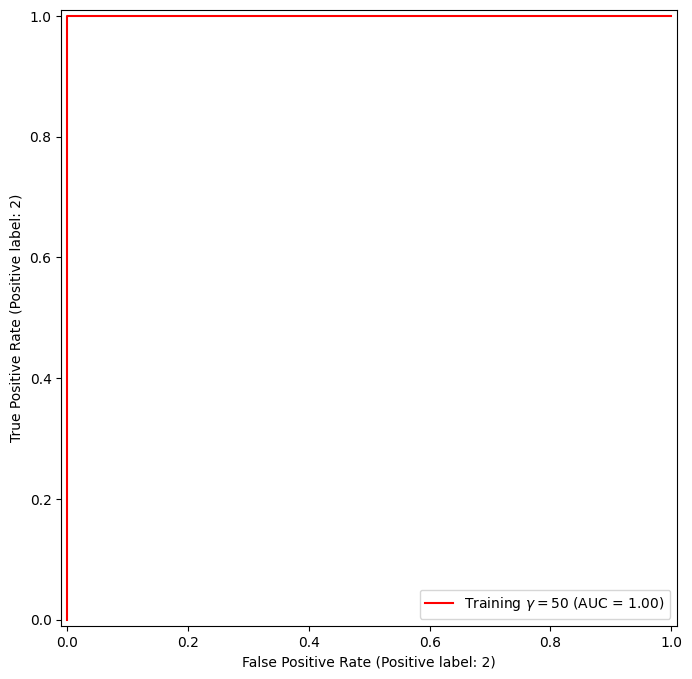 1.0
0.8
0.6
0.4
0.2
0.0
True Positive Rate (Positive label: 2)
Training γ = 50 (AUC = 1.00)
0.0 0.2 0.4 0.6 0.8 1.0
False Positive Rate (Positive label: 2)